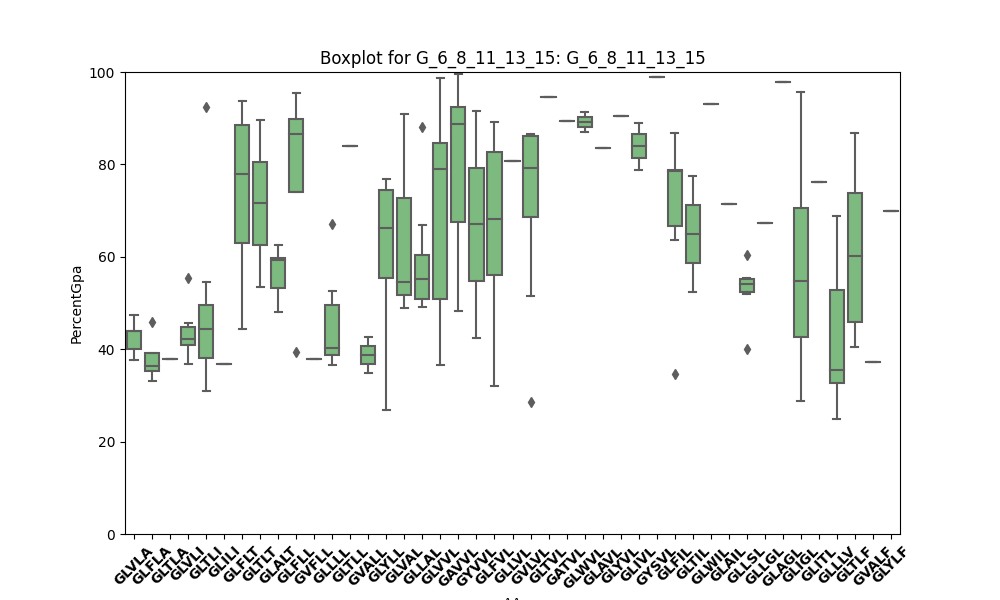 Boxplot for G_6_8_11_13_15: G_6_8_11_13_15
PercentGpa
100
80
60
40
20
0
GLVLA
GLFLA
GLTLA
GLVLI
GLTLI
GLILI
GLFLT
GLTLT
GLALT
GLFLL
GVFLL
GLLLL
GLTLL
GVALL
GLYLL
GLVAL
GLLAL
GLVVL
GAVVL
GYVVL
GLFVL
GLLVL
GVLVL
GLTVL
GATVL
GLWVL
GLAVL
GLYVL
GLIVL
GYSVL
GLFIL
GLTIL
GLWIL
GLAIL
GLLSL
GLLGL
GLAGL
GLIGL
GLITL
GLLLV
GLTLF
GVALF
GLYLF